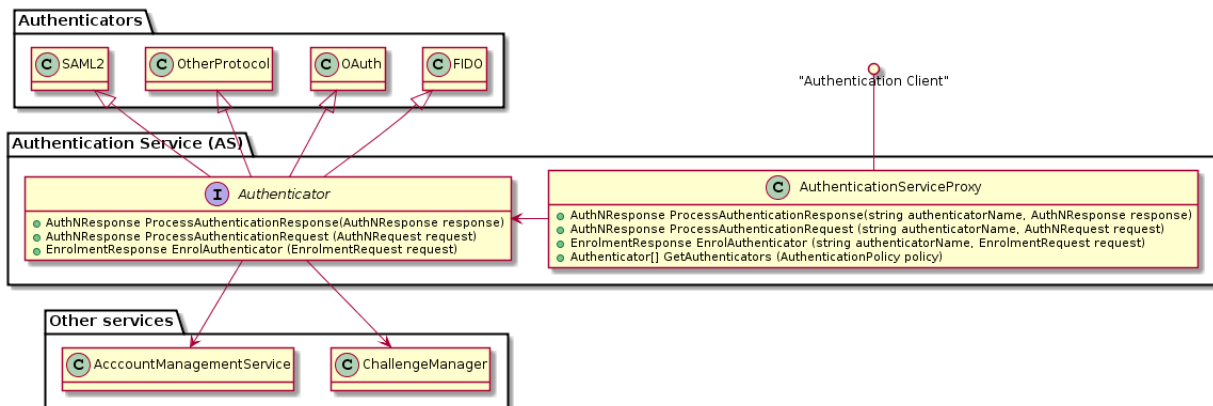 Authenticators
C SAML2
C OtherProtocol
C OAuth
C FIDO
"Authentication Client"
Authentication Service (AS)
I Authenticator
AuthNResponse ProcessAuthenticationResponse(AuthNResponse response)
AuthNResponse ProcessAuthenticationRequest (AuthNRequest request)
EnrolmentResponse EnrolAuthenticator (EnrolmentRequest request)
C AuthenticationServiceProxy
AuthNResponse ProcessAuthenticationResponse(string authenticatorName, AuthNResponse response)
AuthNResponse ProcessAuthenticationRequest (string authenticatorName, AuthNRequest request)
EnrolmentResponse EnrolAuthenticator (string authenticatorName, EnrolmentRequest request)
Authenticator[] GetAuthenticators (AuthenticationPolicy policy)
Other services
C AcccountManagementService
C ChallengeManager